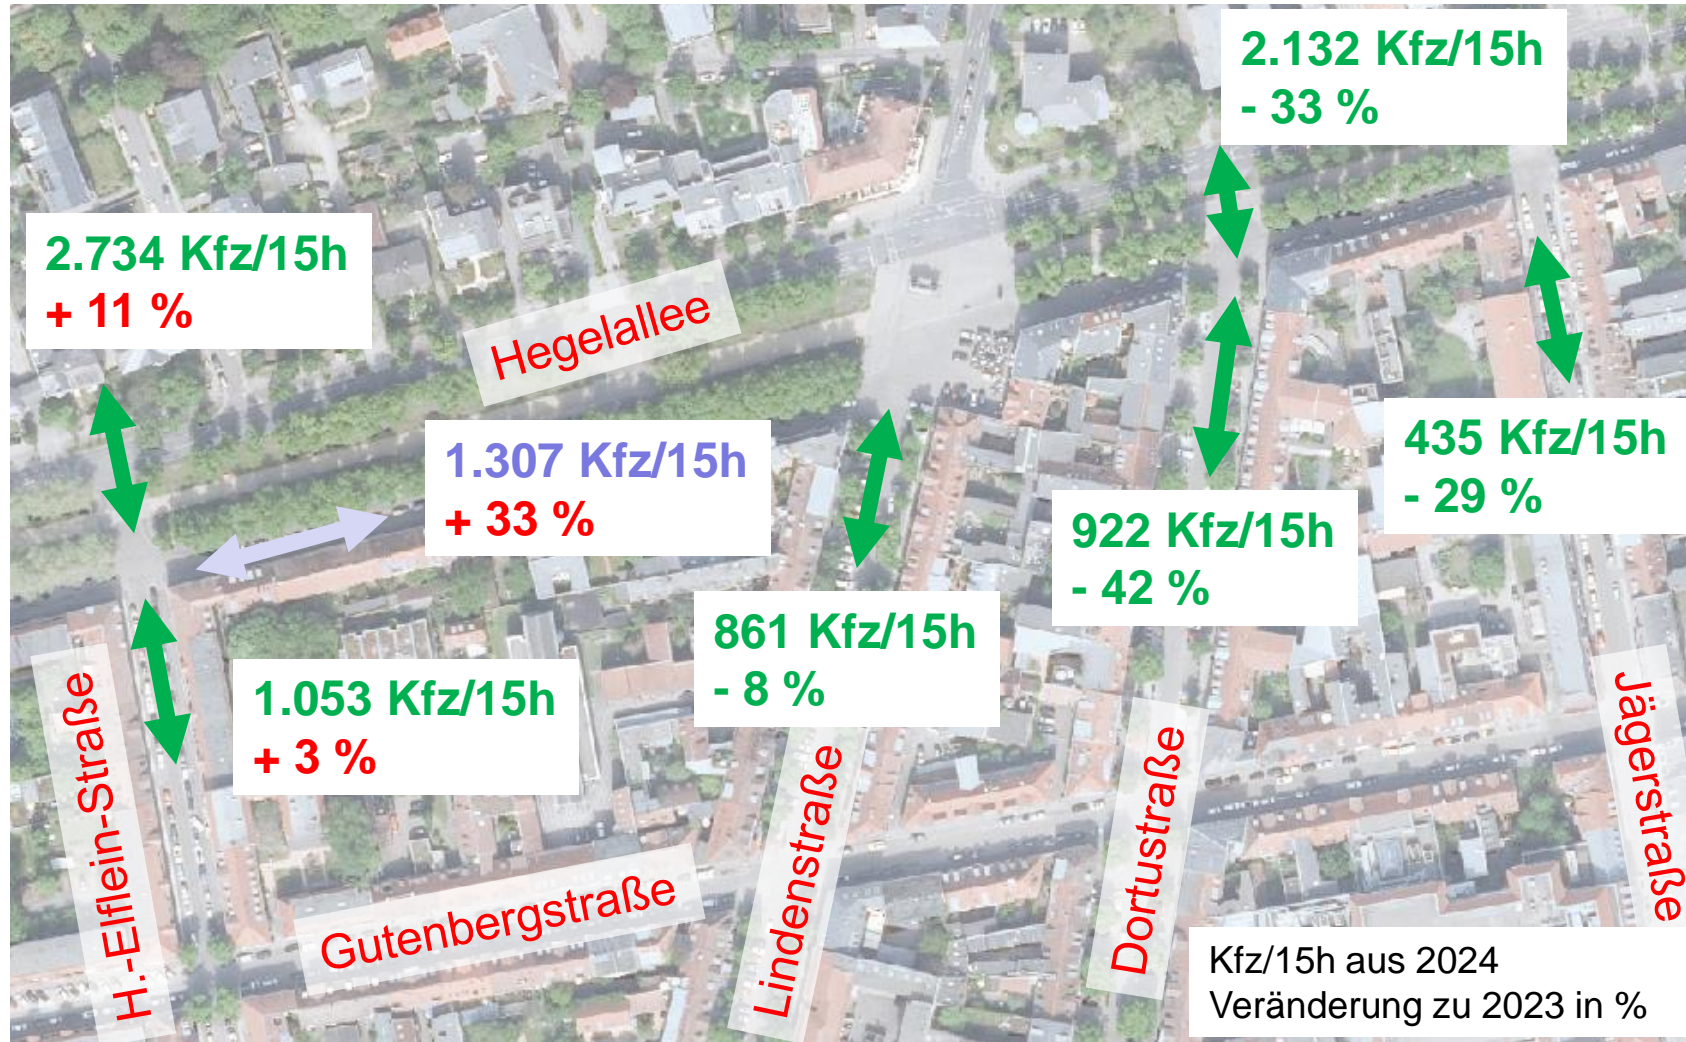 2.132 Kfz/15h
- 33 %
2.734 Kfz/15h
+ 11 %
Hegelallee
1.307 Kfz/15h
+ 33 %
435 Kfz/15h
- 29 %
922 Kfz/15h
- 42 %
861 Kfz/15h
- 8 %
1.053 Kfz/15h
+ 3 %
H.-Elflein-Straße
Gutenbergstraße
Lindenstraße
Dortustraße
Jägerstraße
Kfz/15h aus 2024
Veränderung zu 2023 in %